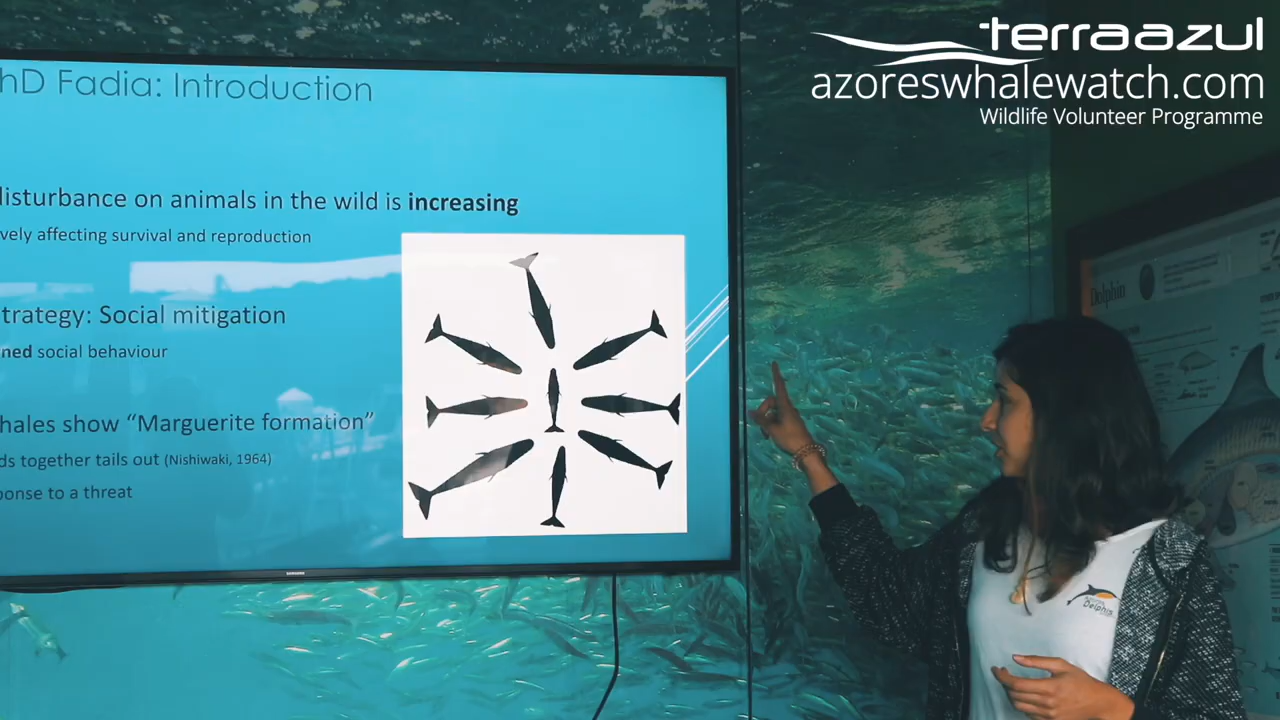 terraazul
azoreswhalewatch.com
Wildlife Volunteer Programme
hD Fadia: Introduction
disturbance on animals in the wild is increasing
vely affecting survival and reproduction
trategy: Social mitigation
ned social behaviour
hales show “Marguerite formation”
ds together tails out (Nishiwaki, 1964)
ponse to a threat
SAMSUNG
Dolphin
Dolphin